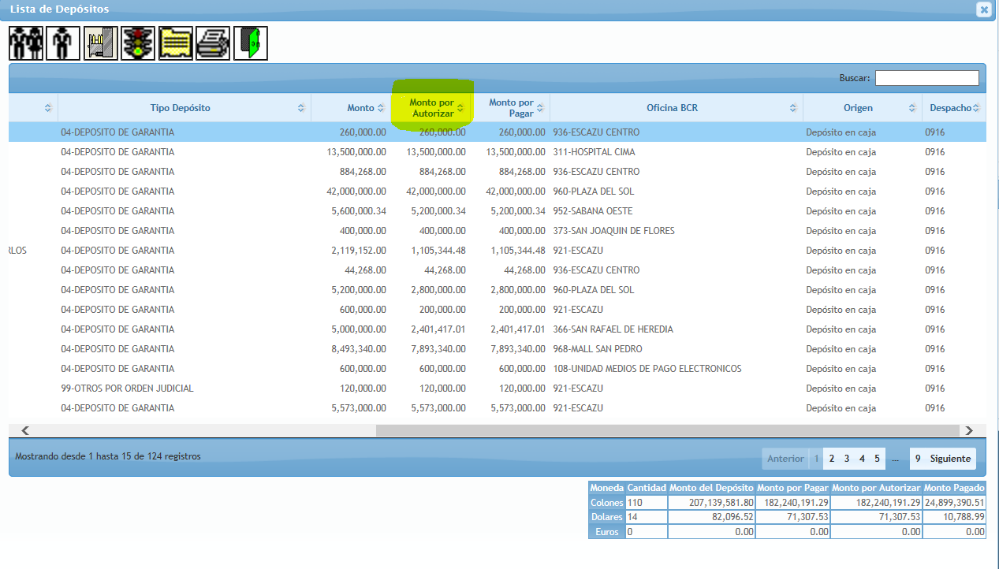 Lista de Depósitos
Buscar:
Tipo Depósito Monto Monto por Autorizar Monto por Pagar Oficina BCR Origen Despacho
04-DEPOSITO DE GARANTIA 260,000.00 260,000.00 260,000.00 936-ESCAZU CENTRO Depósito en caja 0916
04-DEPOSITO DE GARANTIA 13,500,000.00 13,500,000.00 13,500,000.00 311-HOSPITAL CIMA Depósito en caja 0916
04-DEPOSITO DE GARANTIA 884,268.00 884,268.00 884,268.00 936-ESCAZU CENTRO Depósito en caja 0916
04-DEPOSITO DE GARANTIA 42,000,000.00 42,000,000.00 42,000,000.00 960-PLAZA DEL SOL Depósito en caja 0916
04-DEPOSITO DE GARANTIA 5,600,000.34 5,200,000.34 5,200,000.34 952-SABANA OESTE Depósito en caja 0916
04-DEPOSITO DE GARANTIA 400,000.00 400,000.00 400,000.00 373-SAN JOAQUIN DE FLORES Depósito en caja 0916
RLOS 04-DEPOSITO DE GARANTIA 2,119,152.00 1,105,344.48 1,105,344.48 921-ESCAZU Depósito en caja 0916
04-DEPOSITO DE GARANTIA 44,268.00 44,268.00 44,268.00 936-ESCAZU CENTRO Depósito en caja 0916
04-DEPOSITO DE GARANTIA 5,200,000.00 2,800,000.00 2,800,000.00 960-PLAZA DEL SOL Depósito en caja 0916
04-DEPOSITO DE GARANTIA 600,000.00 200,000.00 200,000.00 921-ESCAZU Depósito en caja 0916
04-DEPOSITO DE GARANTIA 5,000,000.00 2,401,417.01 2,401,417.01 366-SAN RAFAEL DE HEREDIA Depósito en caja 0916
04-DEPOSITO DE GARANTIA 8,493,340.00 7,893,340.00 7,893,340.00 968-MALL SAN PEDRO Depósito en caja 0916
04-DEPOSITO DE GARANTIA 600,000.00 600,000.00 600,000.00 108-UNIDAD MEDIOS DE PAGO ELECTRONICOS Depósito en caja 0916
99-OTROS POR ORDEN JUDICIAL 120,000.00 120,000.00 120,000.00 921-ESCAZU Depósito en caja 0916
04-DEPOSITO DE GARANTIA 5,573,000.00 5,573,000.00 5,573,000.00 921-ESCAZU Depósito en caja 0916
Mostrando desde 1 hasta 15 de 124 registros Anterior 1 2 3 4 5 ... 9 Siguiente
Moneda Cantidad Monto del Depósito Monto por Pagar Monto por Autorizar Monto Pagado
Colones 110 207,139,581.80 182,240,191.29 182,240,191.29 24,899,390.51
Dolares 14 82,096.52 71,307.53 71,307.53 10,788.99
Euros 0 0.00 0.00 0.00 0.00